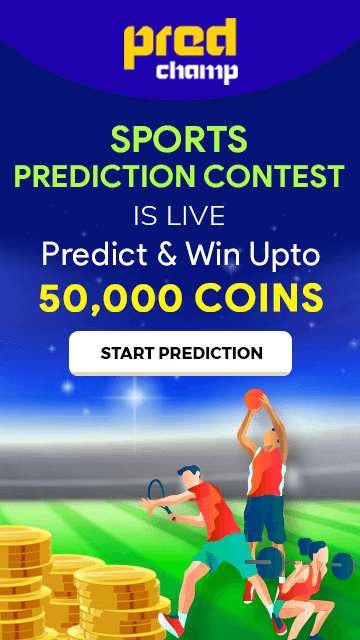 pred
champ
SPORTS
PREDICTION CONTEST
IS LIVE
Predict & Win Upto
50,000 COINS
START PREDICTION